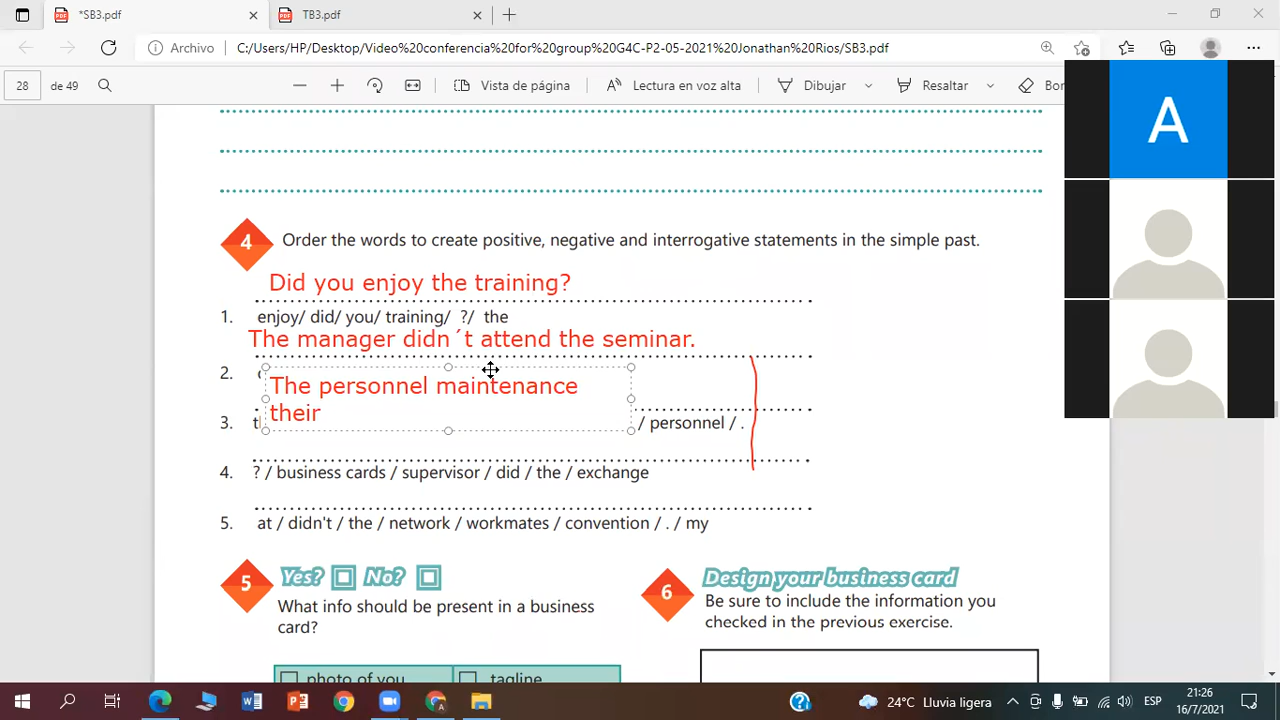 *SB3.pdf
TB3.pdf
Archivo
C:/Users/HP/Desktop/Video%20conferencia%20for%20group%20G4C-P2-05-2021%20Jonathan%20Rios/SB3.pdf
28
de 49
Vista de página
Lectura en voz alta
Dibujar
Resaltar
Bor
A
4
Order the words to create positive, negative and interrogative statements in the simple past.
Did you enjoy the training?
1. enjoy/ did/ you/ training/ ?/ the
The manager didn´t attend the seminar.
2.
The personnel maintenance
their
3. / personnel / .
4. ? / business cards / supervisor / did / the / exchange
5. at / didn't / the / network / workmates / convention / . / my
5
Yes? No?
What info should be present in a business
card?
photo of you
tagline
6
Design your business card
Be sure to include the information you
checked in the previous exercise.
24°C Lluvia ligera
ESP
21:26
16/7/2021